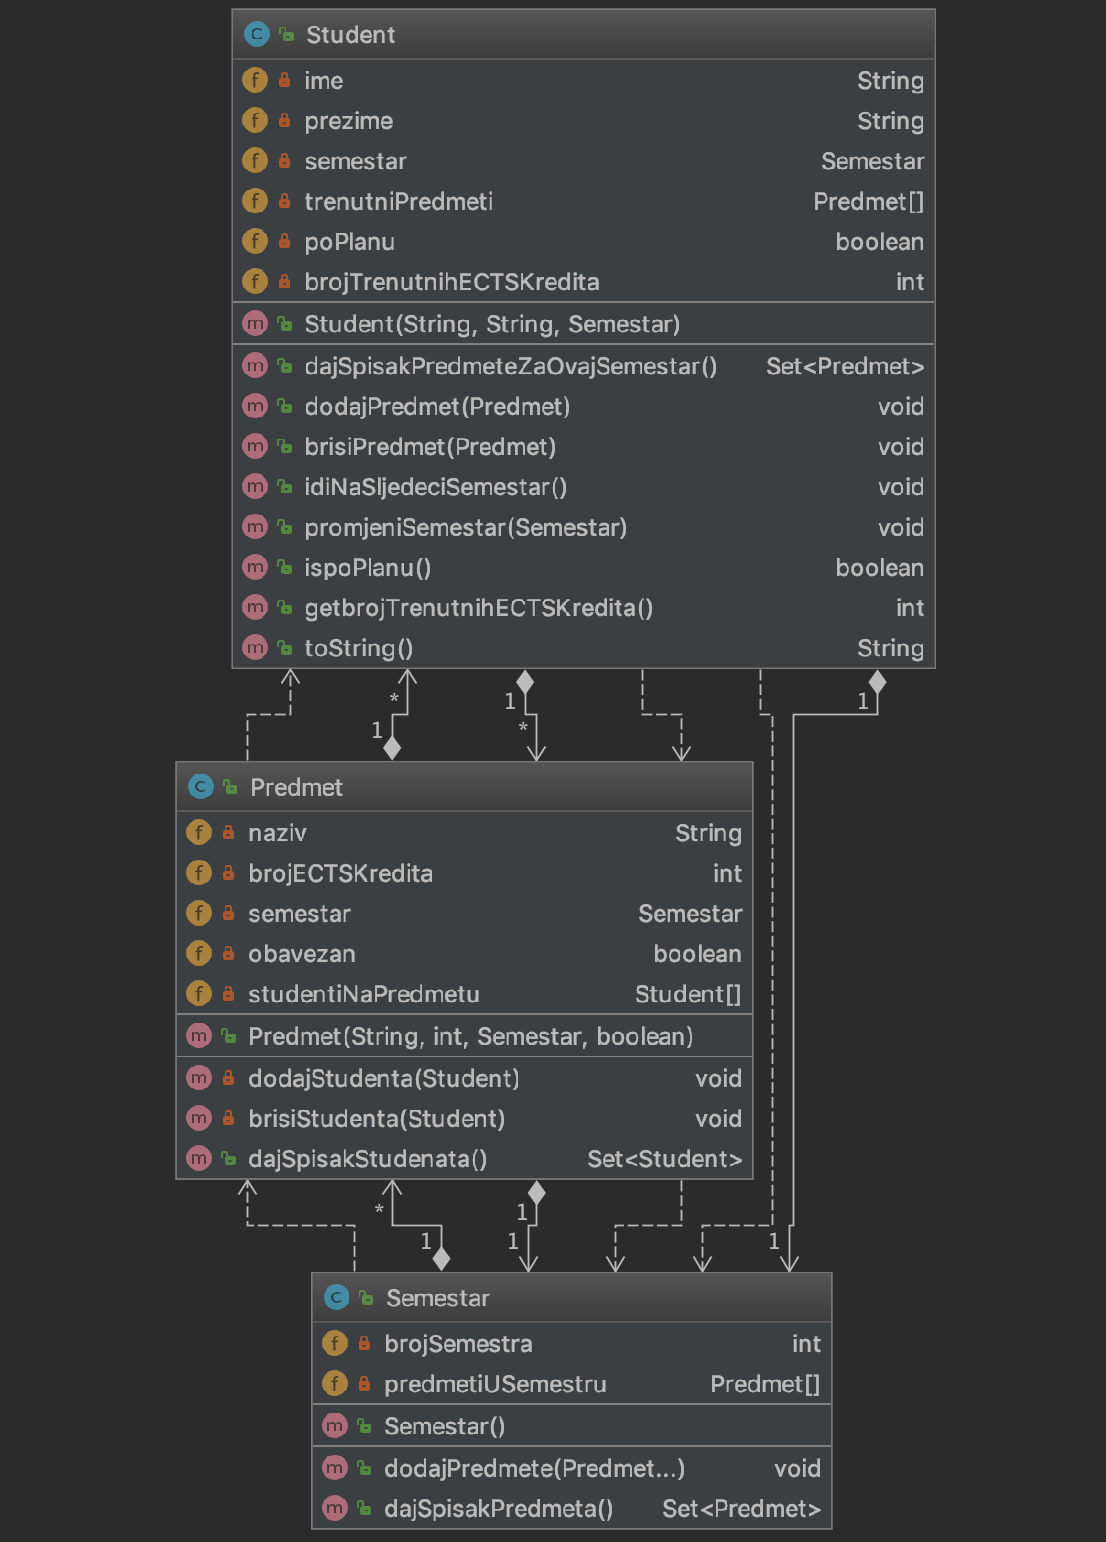 C Student
f ime String
f prezime String
f semestar Semestar
f trenutniPredmeti Predmet[]
f poPlanu boolean
f brojTrenutnihECTSKredita int
m Student(String, String, Semestar)
m dajSpisakPredmeteZaOvajSemestar() Set<Predmet>
m dodajPredmet(Predmet) void
m brisiPredmet(Predmet) void
m idiNaSljedeciSemestar() void
m promjeniSemestar(Semestar) void
m ispoPlanu() boolean
m getbrojTrenutnihECTSKredita() int
m toString() String
* 1 1
1 *
C Predmet
f naziv String
f brojECTSKredita int
f semestar Semestar
f obavezan boolean
f studentiNaPredmetu Student[]
m Predmet(String, int, Semestar, boolean)
m dodajStudenta(Student) void
m brisiStudenta(Student) void
m dajSpisakStudenata() Set<Student>
* 1
1 1 1
C Semestar
f brojSemestra int
f predmetiUSemestru Predmet[]
m Semestar()
m dodajPredmete(Predmet...) void
m dajSpisakPredmeta() Set<Predmet>